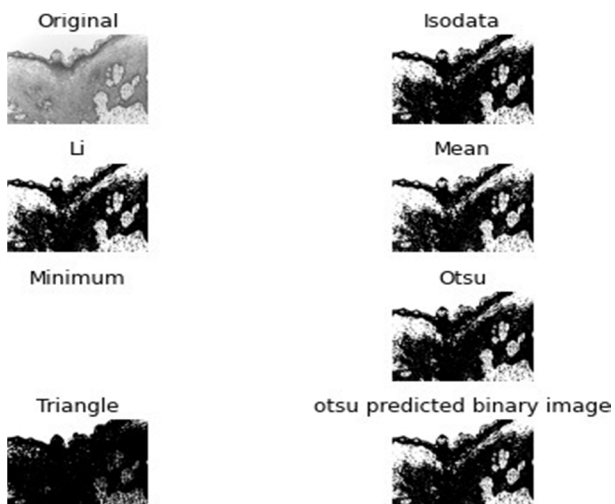 Original
Isodata
Li
Mean
Minimum
Otsu
Triangle
otsu predicted binary image